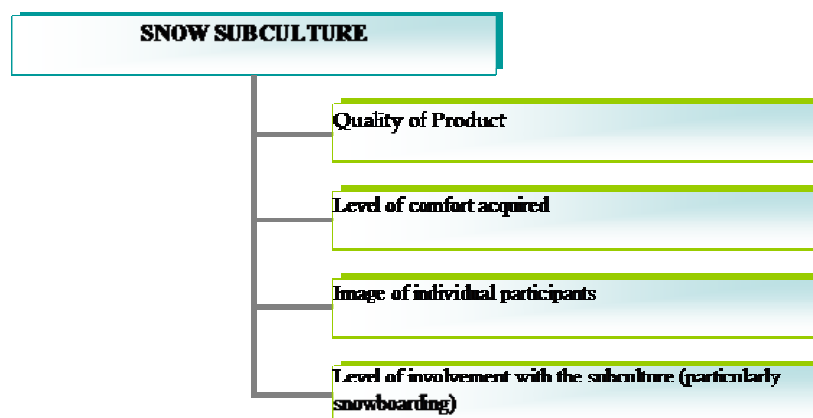 SNOW SUBCULTURE
Quality of Product
Level of comfort acquired
Image of individual participants
Level of involvement with the subculture (particularly
snowboarding)